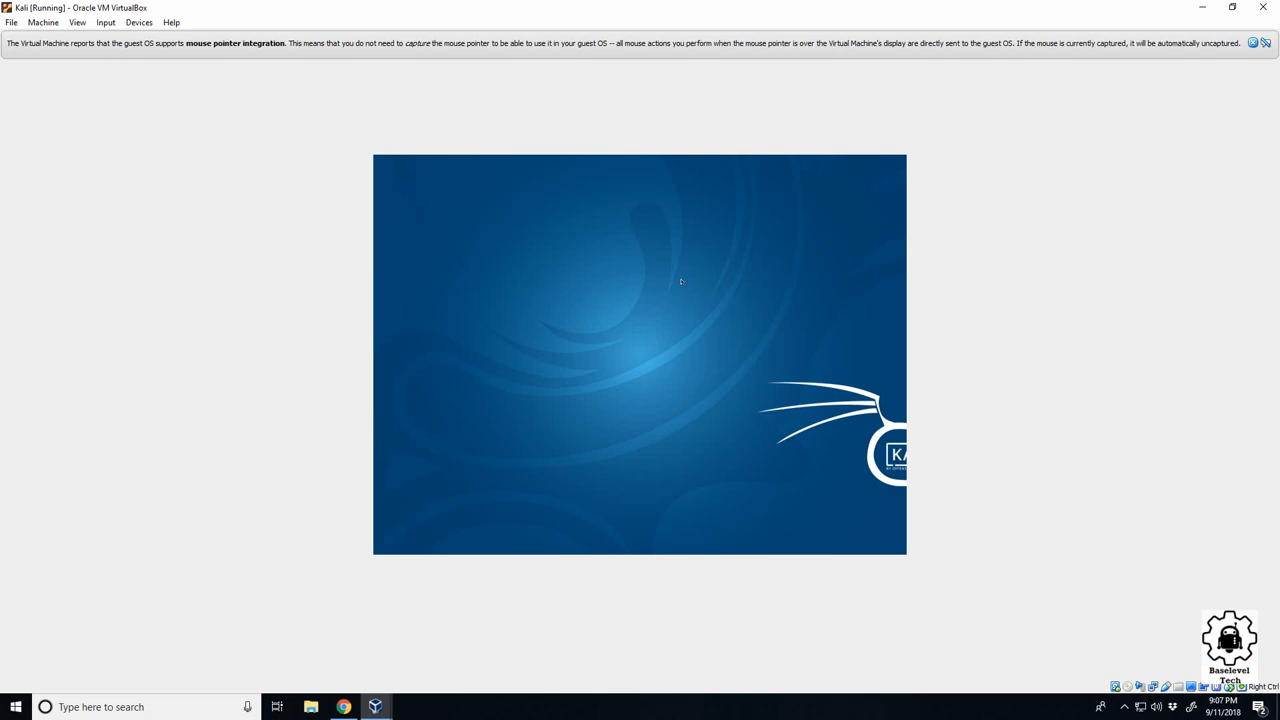 Kali [Running] - Oracle VM VirtualBox
File Machine View Input Devices Help
The Virtual Machine reports that the guest OS supports mouse pointer integration. This means that you do not need to capture the mouse pointer to be able to use it in your guest OS -- all mouse actions you perform when the mouse pointer is over the Virtual Machine's display are directly sent to the guest OS. If the mouse is currently captured, it will be automatically uncaptured.
KA
Baselevel
Tech
Right Ctrl
Type here to search
9:07 PM
9/11/2018
2